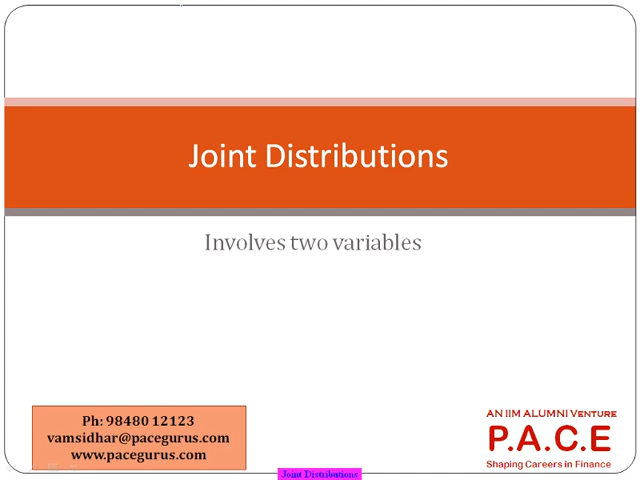 Joint Distributions
Involves two variables
Ph: 98480 12123
vamsidhar@pacegurus.com
www.pacegurus.com
AN IIM ALUMNI VENTURE
P.A.C.E
Shaping Careers in Finance
Joint Distributions